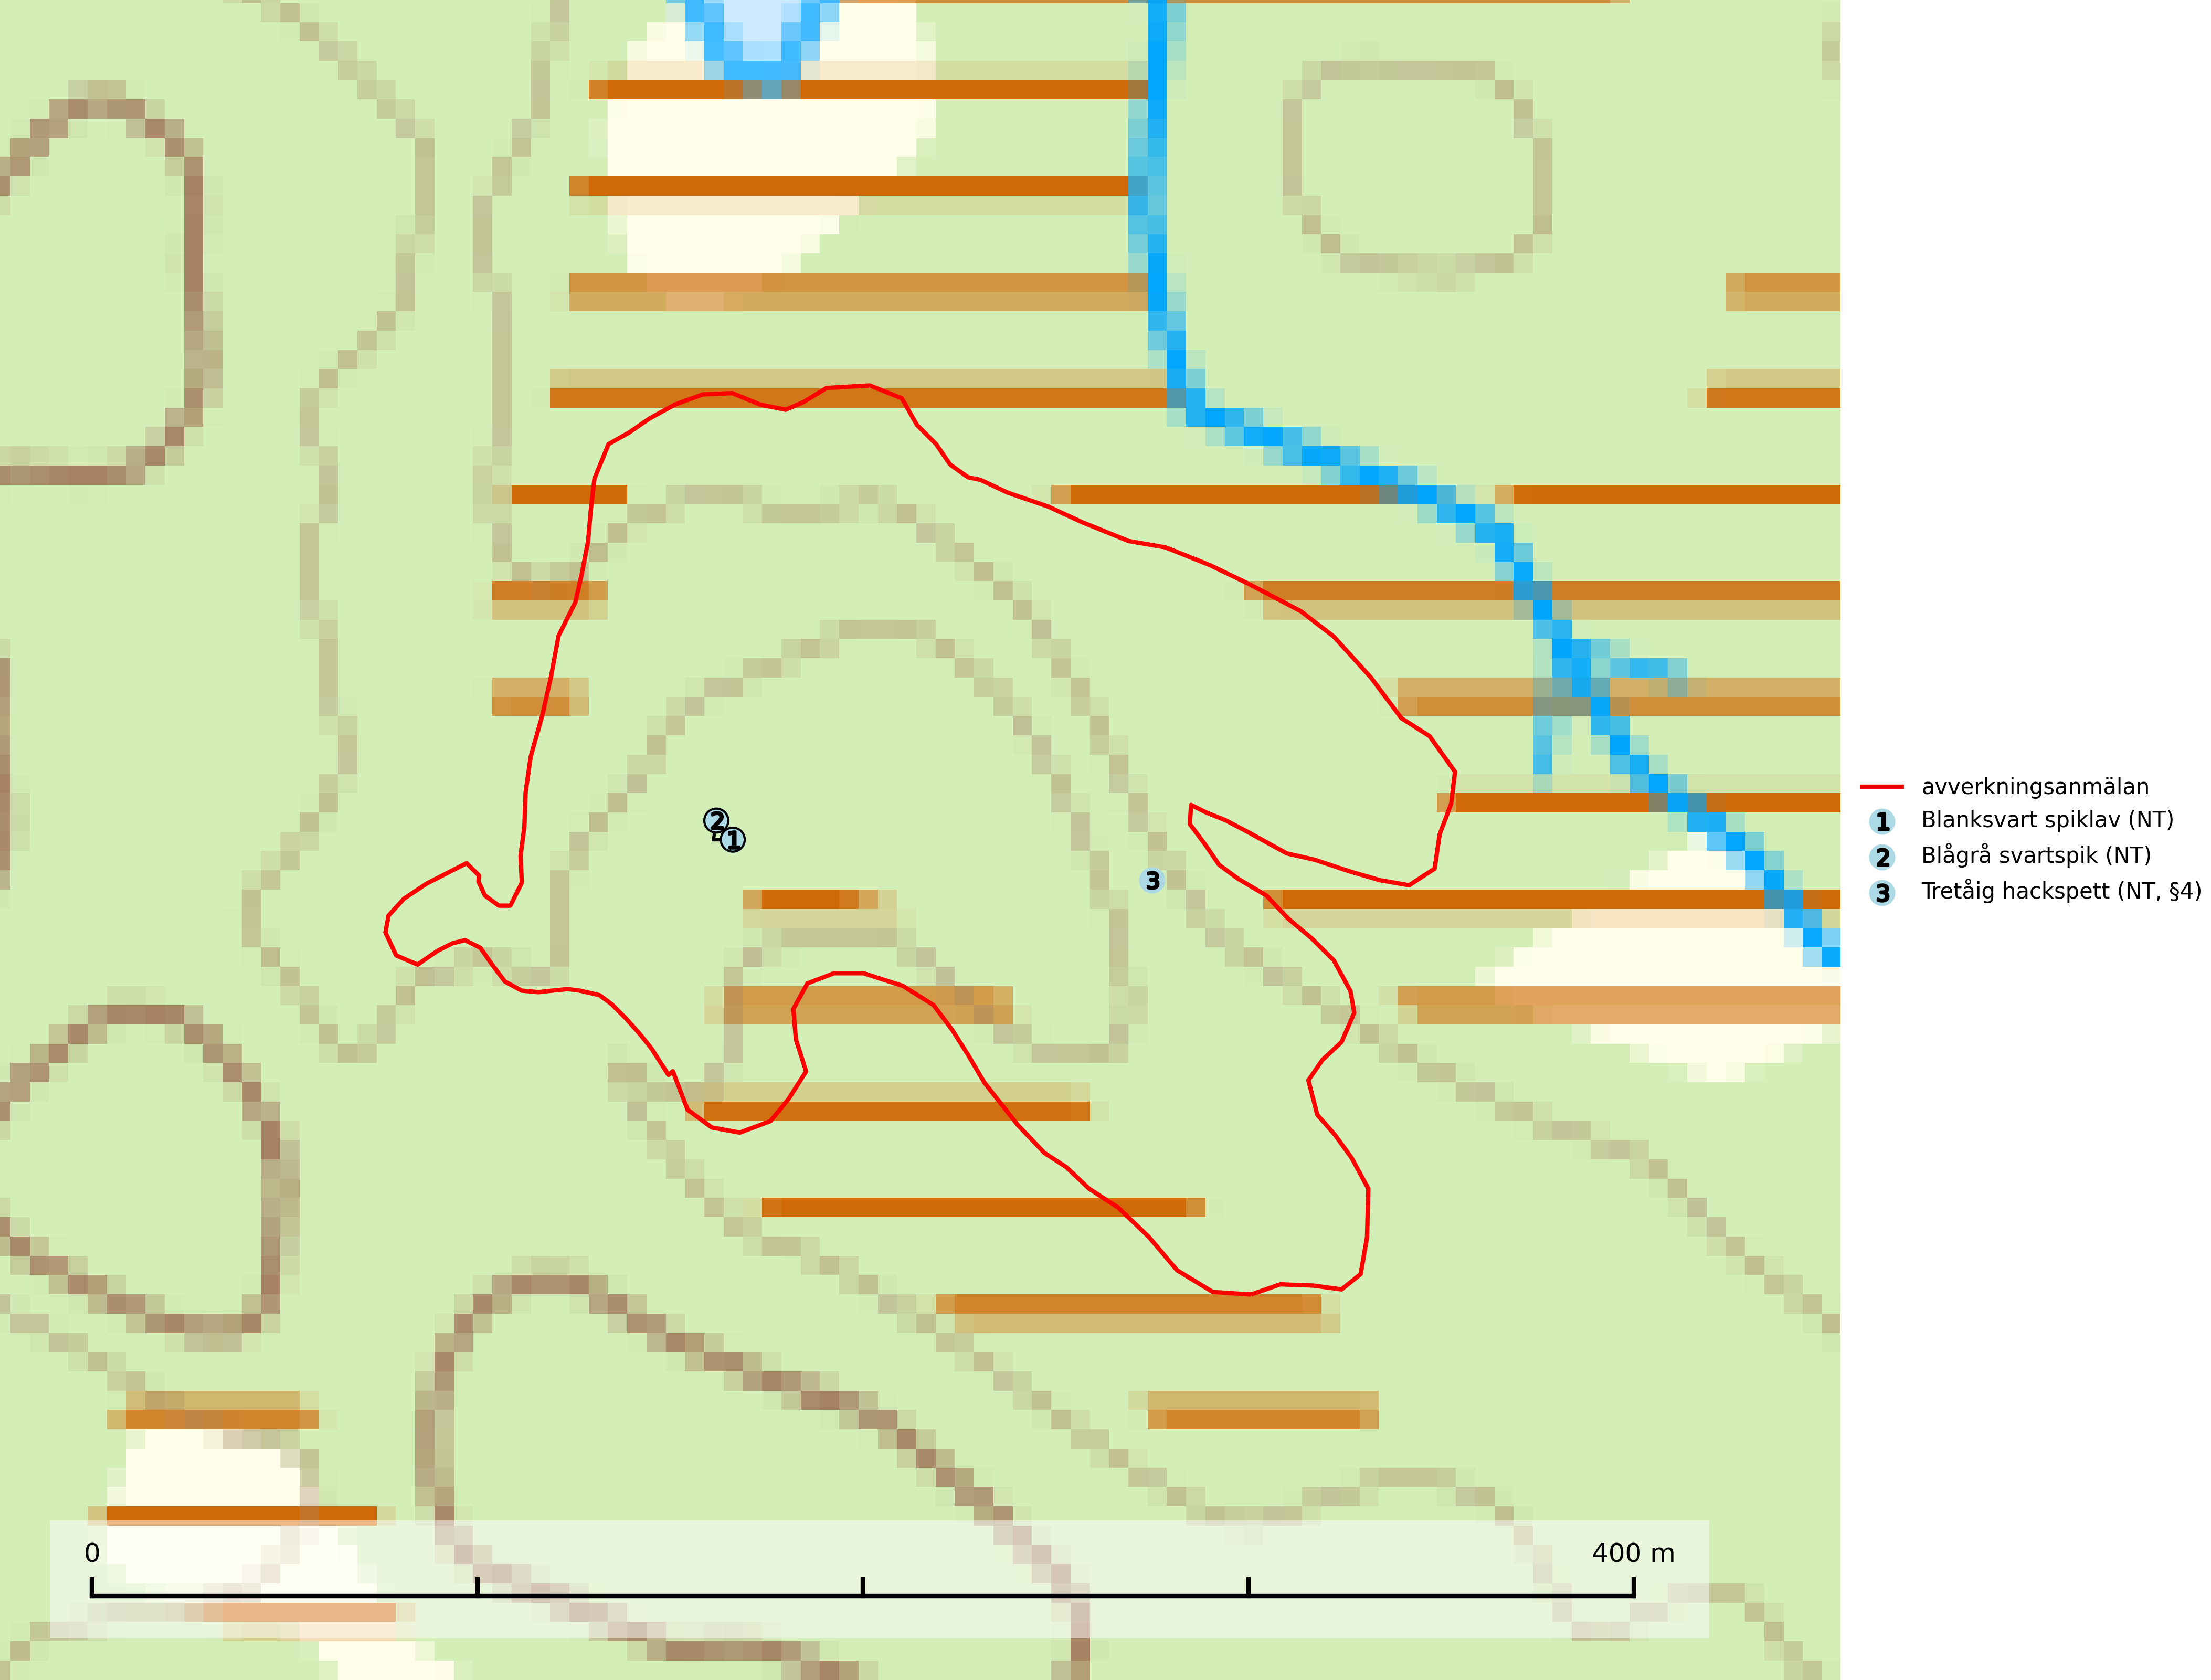 2
1
3
avverkningsanmälan
1 Blanksvart spiklav (NT)
2 Blågrå svartspik (NT)
3 Tretåig hackspett (NT, §4)
0 400 m